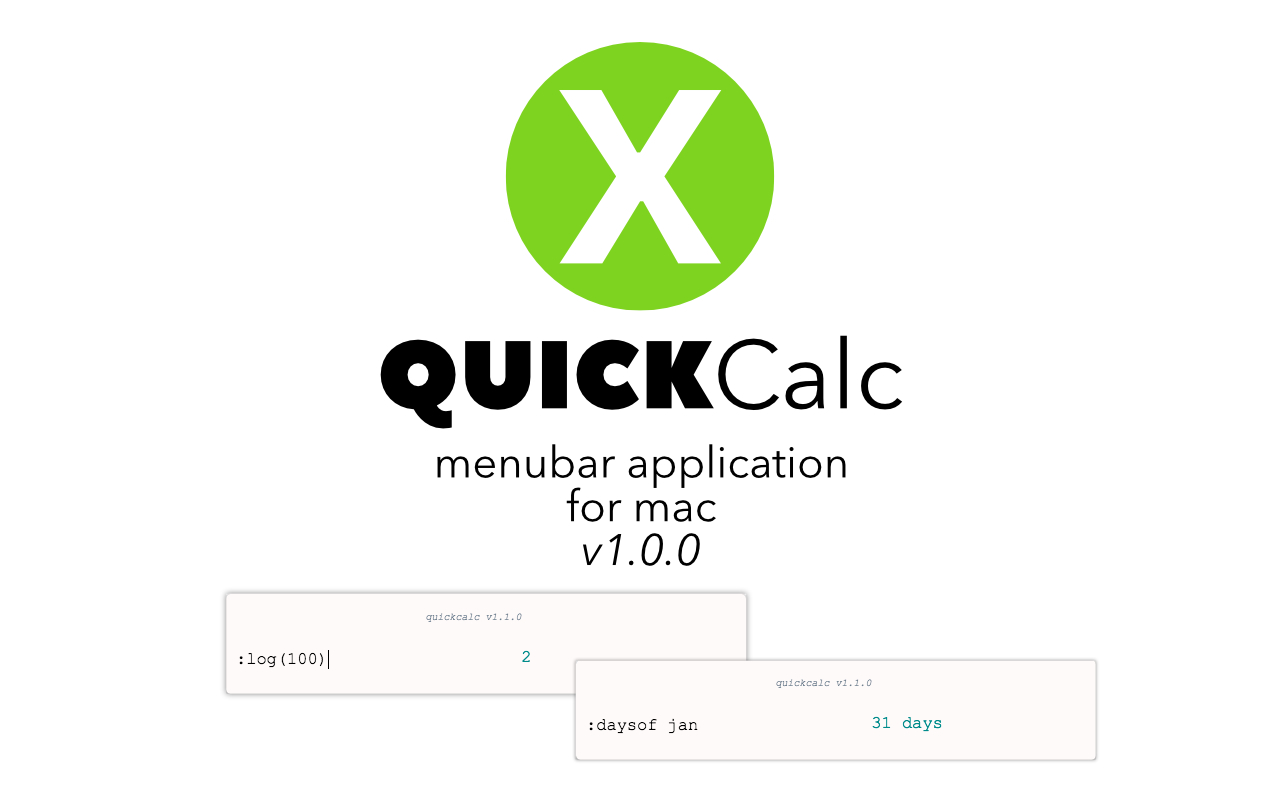 X
QUICKCalc
menubar application
for mac
v1.0.0
quickcalc v1.1.0
:log(100)
2
quickcalc v1.1.0
:daysof jan
31 days